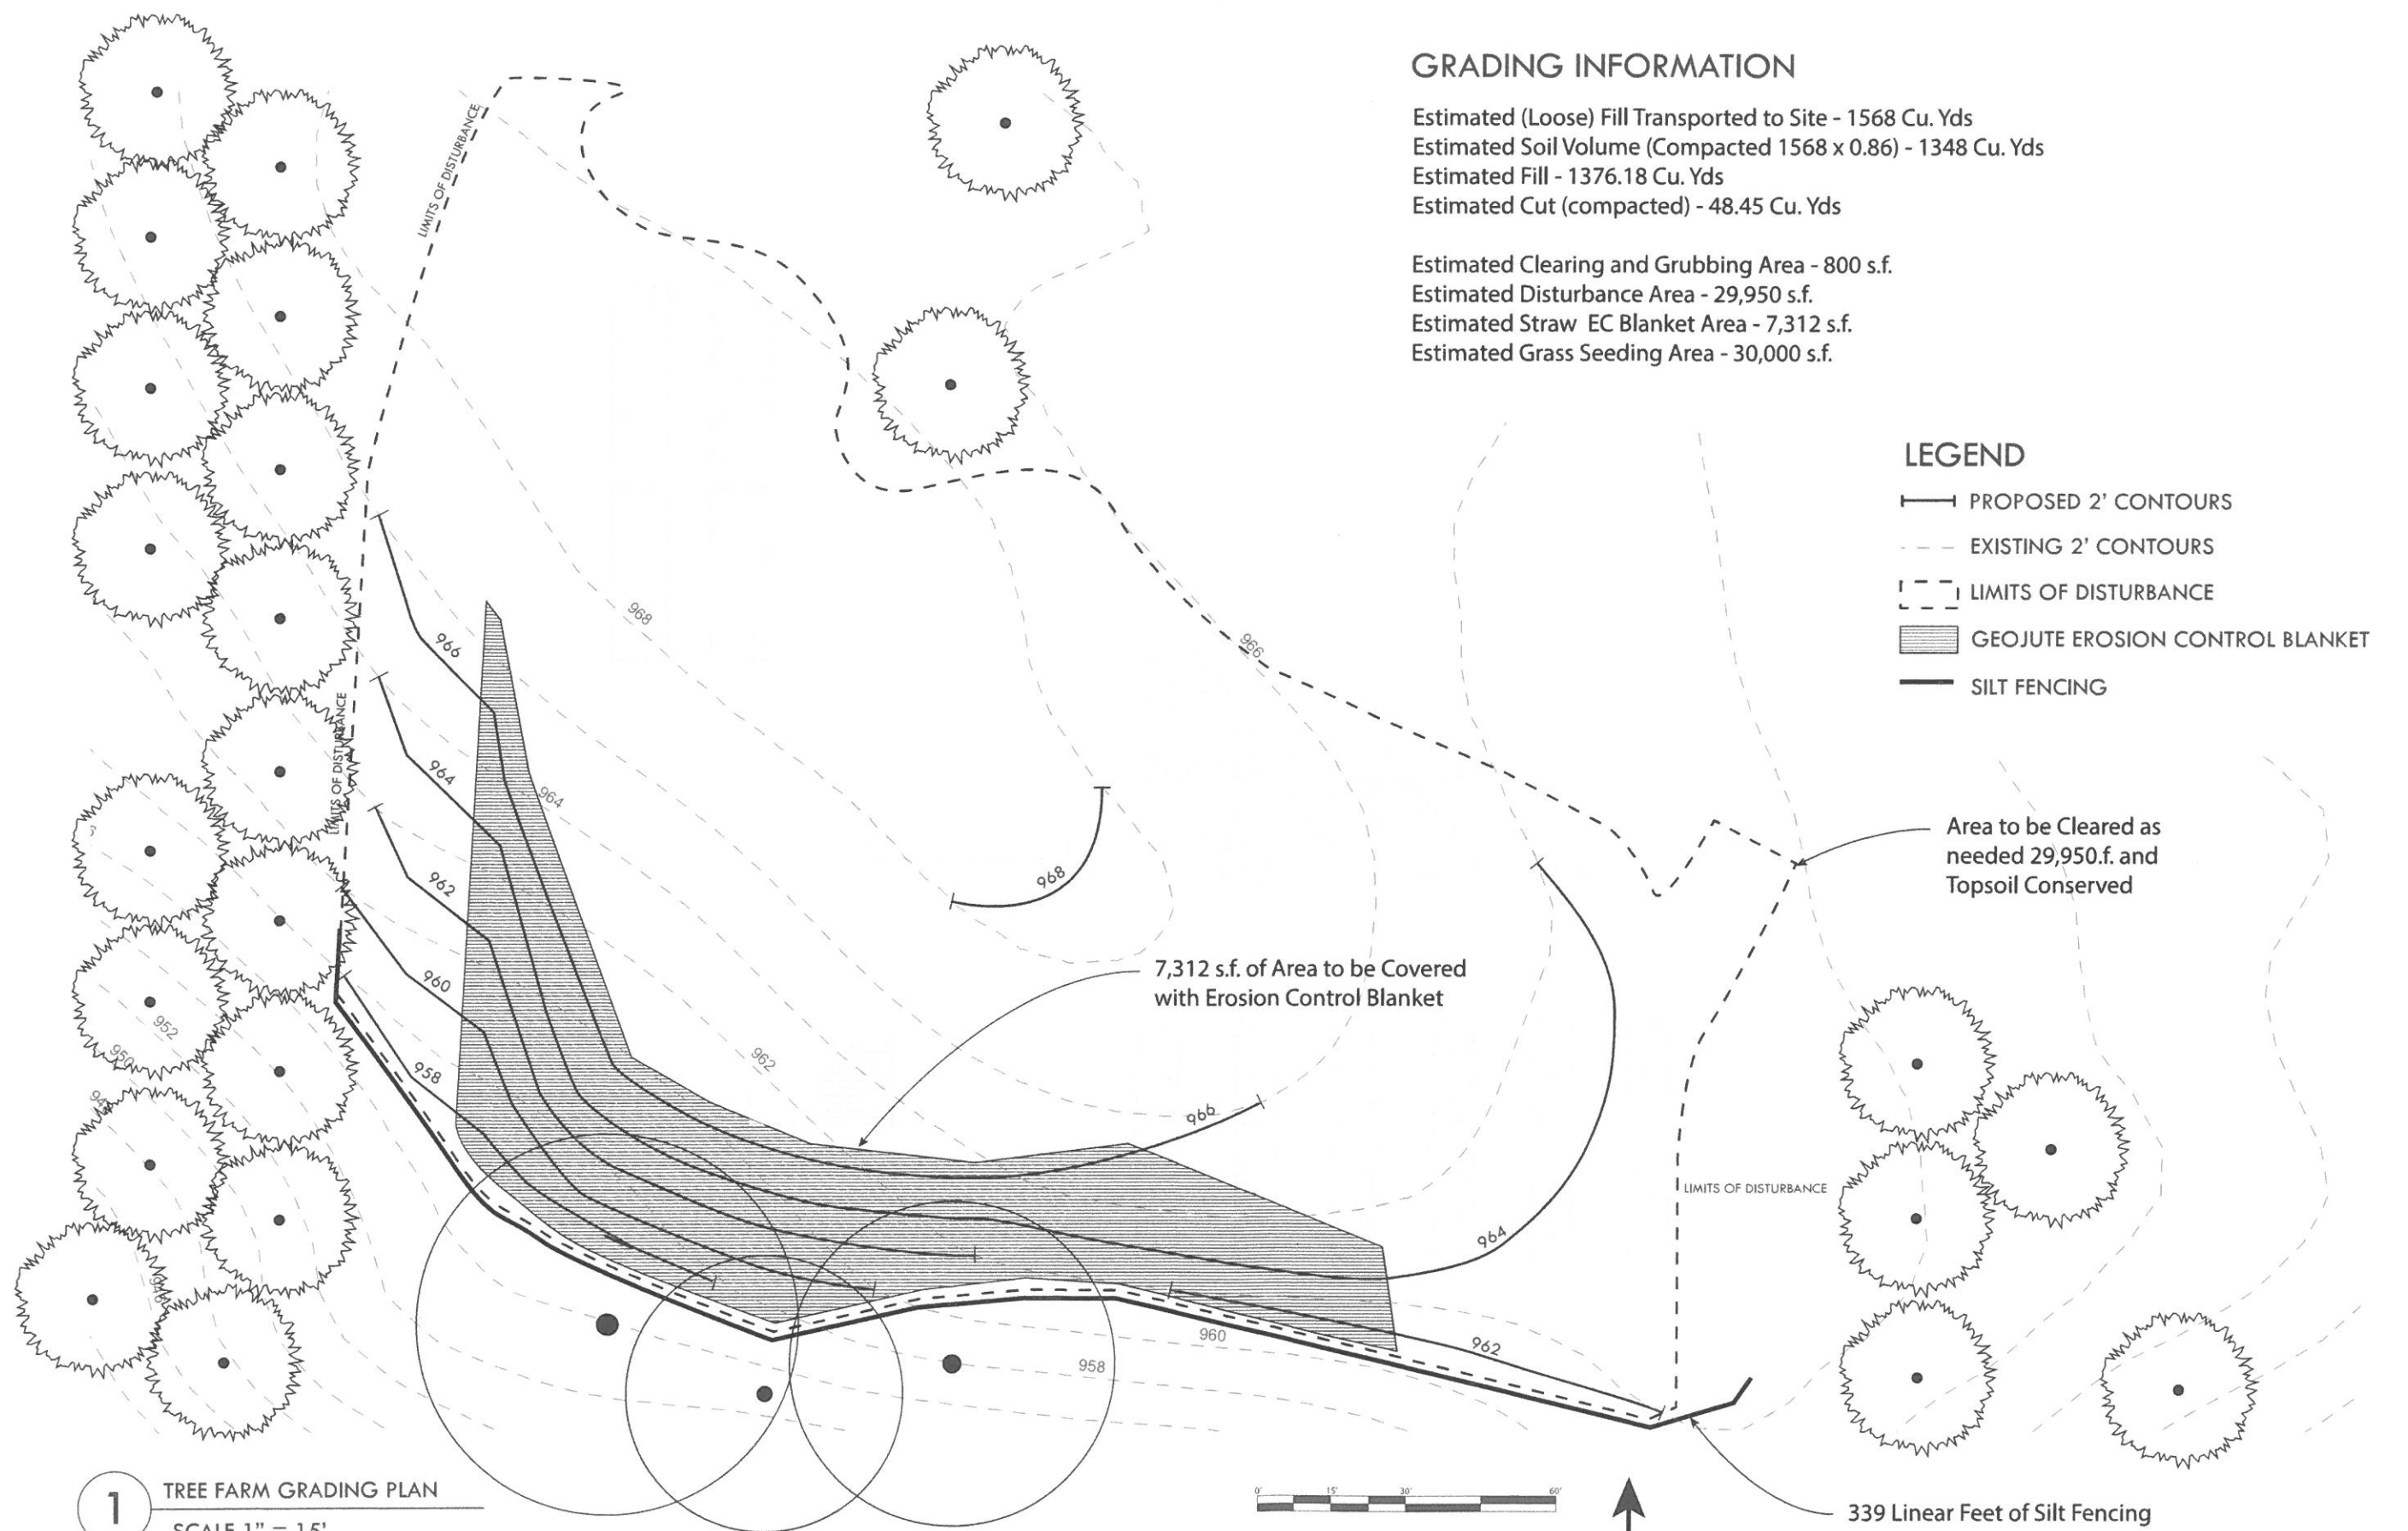 GRADING INFORMATION
Estimated (Loose) Fill Transported to Site - 1568 Cu. Yds
Estimated Soil Volume (Compacted 1568 x 0.86) - 1348 Cu. Yds
Estimated Fill - 1376.18 Cu. Yds
Estimated Cut (compacted) - 48.45 Cu. Yds
Estimated Clearing and Grubbing Area - 800 s.f.
Estimated Disturbance Area - 29,950 s.f.
Estimated Straw EC Blanket Area - 7,312 s.f.
Estimated Grass Seeding Area - 30,000 s.f.
LEGEND
PROPOSED 2' CONTOURS
EXISTING 2' CONTOURS
LIMITS OF DISTURBANCE
GEOJUTE EROSION CONTROL BLANKET
SILT FENCING
LIMITS OF DISTURBANCE
968
966
966
964
964
LIMITS OF DISTURBANCE
962
968
Area to be Cleared as
needed 29,950.f. and
Topsoil Conserved
7,312 s.f. of Area to be Covered
with Erosion Control Blanket
960
952
950
962
958
966
LIMITS OF DISTURBANCE
964
960
962
958
1
TREE FARM GRADING PLAN
SCALE 1" = 15'
0'
15'
30'
60'
339 Linear Feet of Silt Fencing